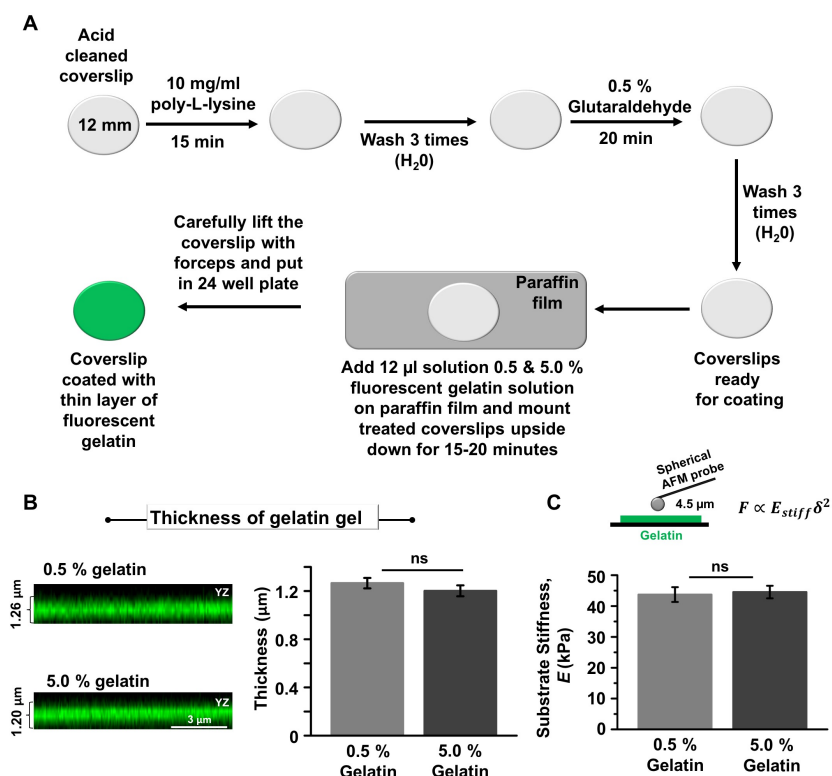 A
Acid
cleaned
coverslip
12 mm
10 mg/ml
poly-L-lysine
15 min
Wash 3 times
(H20)
0.5 %
Glutaraldehyde
20 min
Wash 3
times
(H20)
Coverslips
ready
for coating
Paraffin
film
Add 12 µl solution 0.5 & 5.0 %
fluorescent gelatin solution
on paraffin film and mount
treated coverslips upside
down for 15-20 minutes
Carefully lift the
coverslip with
forceps and put
in 24 well plate
Coverslip
coated with
thin layer of
fluorescent
gelatin
B
Thickness of gelatin gel
0.5 % gelatin
YZ
1.26 µm
5.0 % gelatin
YZ
1.20 µm
3 µm
ns
Thickness (µm)
1.2
0.8
0.4
0
0.5 %
Gelatin
5.0 %
Gelatin
C
Spherical
AFM probe
4.5 µm
Gelatin
F ∝ Estiff δ2
ns
Substrate Stiffness,
E (kPa)
50
40
30
20
10
0
0.5 %
Gelatin
5.0 %
Gelatin